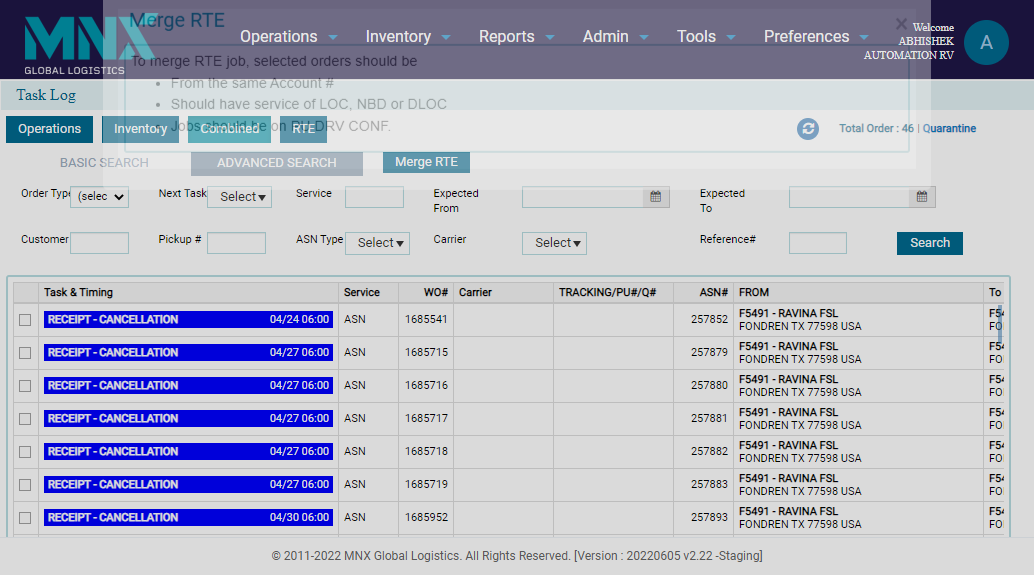 Merge RTE
MNX
GLOBAL LOGISTICS
Operations Inventory Reports Admin Tools Preferences
Welcome
ABHISHEK
AUTOMATION RV
A
To merge RTE job, selected orders should be
From the same Account #
Should have service of LOC, NBD or DLOC
Jobs should be on PU DRV CONF.
Task Log
Operations Inventory Combined RTE
Total Order : 46 | Quarantine
BASIC SEARCH ADVANCED SEARCH Merge RTE
Order Type (selec Next Task Select Service Expected From Expected To
Customer Pickup # ASN Type Select Carrier Select Reference# Search
Task & Timing Service WO# Carrier TRACKING/PU#/Q# ASN# FROM To
RECEIPT - CANCELLATION 04/24 06:00 ASN 1685541 257852 F5491 - RAVINA FSL F54
FONDREN TX 77598 USA FO
RECEIPT - CANCELLATION 04/27 06:00 ASN 1685715 257879 F5491 - RAVINA FSL F54
FONDREN TX 77598 USA FO
RECEIPT - CANCELLATION 04/27 06:00 ASN 1685716 257880 F5491 - RAVINA FSL F54
FONDREN TX 77598 USA FO
RECEIPT - CANCELLATION 04/27 06:00 ASN 1685717 257881 F5491 - RAVINA FSL F54
FONDREN TX 77598 USA FO
RECEIPT - CANCELLATION 04/27 06:00 ASN 1685718 257882 F5491 - RAVINA FSL F54
FONDREN TX 77598 USA FO
RECEIPT - CANCELLATION 04/27 06:00 ASN 1685719 257883 F5491 - RAVINA FSL F54
FONDREN TX 77598 USA FO
RECEIPT - CANCELLATION 04/30 06:00 ASN 1685952 257893 F5491 - RAVINA FSL F54
FONDREN TX 77598 USA FO
© 2011-2022 MNX Global Logistics. All Rights Reserved. [Version : 20220605 v2.22 -Staging]